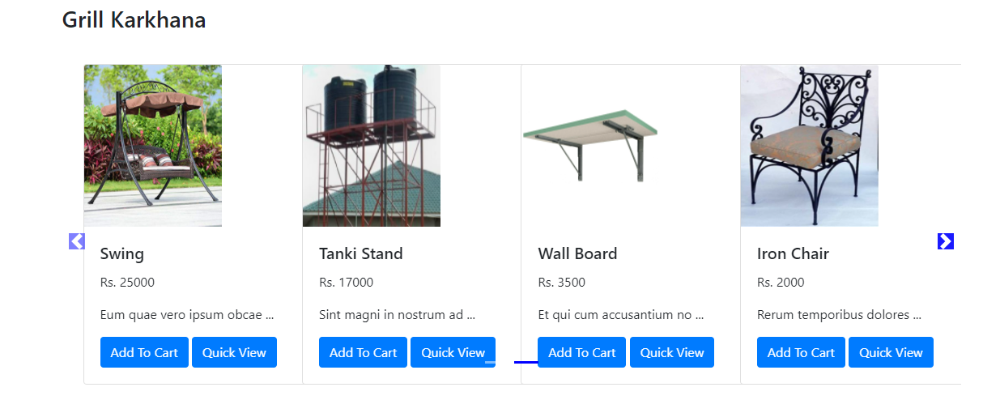 Grill Karkhana
Swing
Rs. 25000
Eum quae vero ipsum obcae ...
Add To Cart
Quick View
Tanki Stand
Rs. 17000
Sint magni in nostrum ad ...
Add To Cart
Quick View
Wall Board
Rs. 3500
Et qui cum accusantium no ...
Add To Cart
Quick View
Iron Chair
Rs. 2000
Rerum temporibus dolores ...
Add To Cart
Quick View